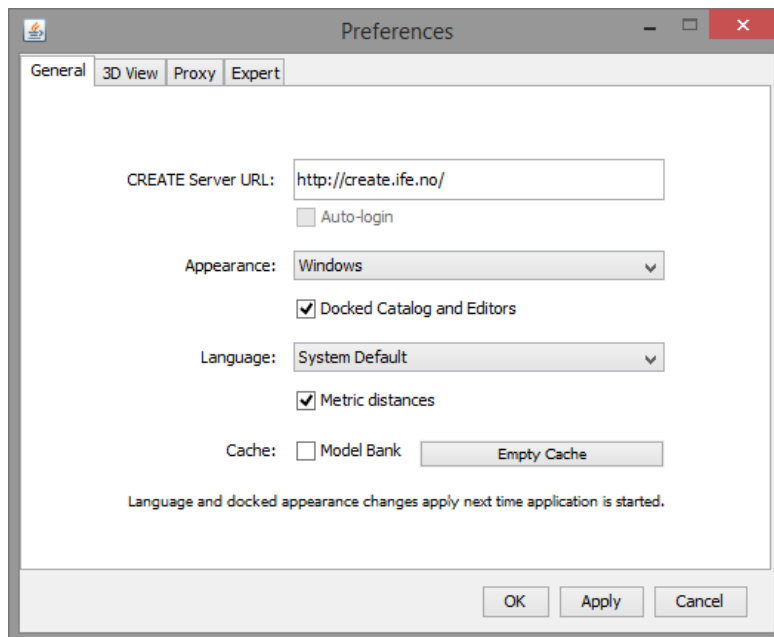 Preferences
General 3D View Proxy Expert
CREATE Server URL: http://create.ife.no/
Auto-login
Appearance: Windows
Docked Catalog and Editors
Language: System Default
Metric distances
Cache: Model Bank Empty Cache
Language and docked appearance changes apply next time application is started.
OK Apply Cancel